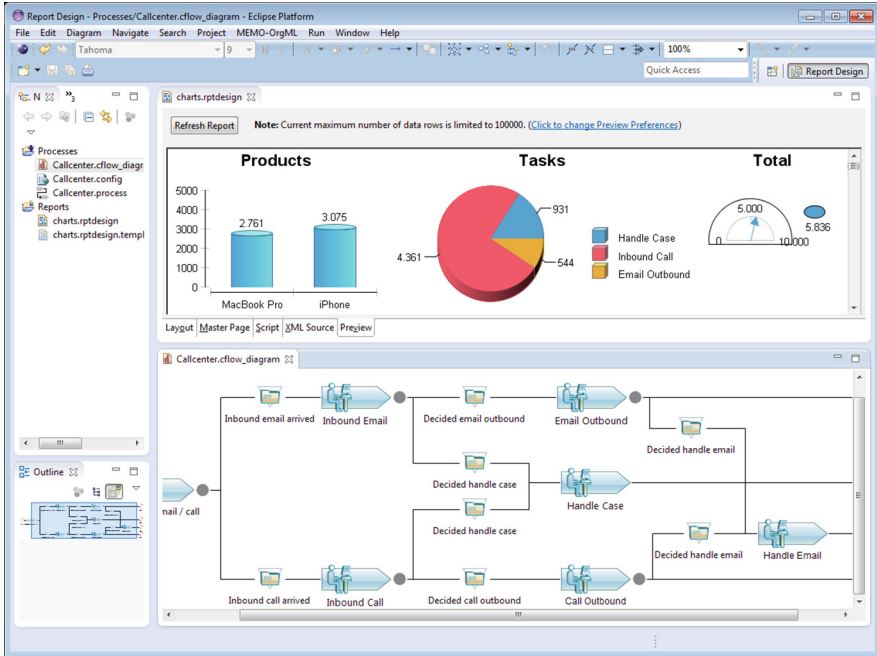 Report Design - Processes/Callcenter.cflow_diagram - Eclipse Platform
File Edit Diagram Navigate Search Project MEMO-OrgML Run Window Help
Tahoma 9 100%
Quick Access Report Design
N 3
Processes
Callcenter.cflow_diagr
Callcenter.config
Callcenter.process
Reports
charts.rptdesign
charts.rptdesign.templ
Outline
charts.rptdesign
Refresh Report Note: Current maximum number of data rows is limited to 100000. (Click to change Preview Preferences)
Products
5000
4000
3000
2000
1000
0
2.761
3.075
MacBook Pro iPhone
Tasks
931
4.361
544
Handle Case
Inbound Call
Email Outbound
Total
5.000
0 10.000
5.836
Layout Master Page Script XML Source Preview
Callcenter.cflow_diagram
Inbound email arrived Inbound Email Decided email outbound Email Outbound
Decided handle email
Decided handle case
Handle Case
nail / call
Decided handle case
Decided handle email Handle Email
Inbound call arrived Inbound Call Decided call outbound Call Outbound